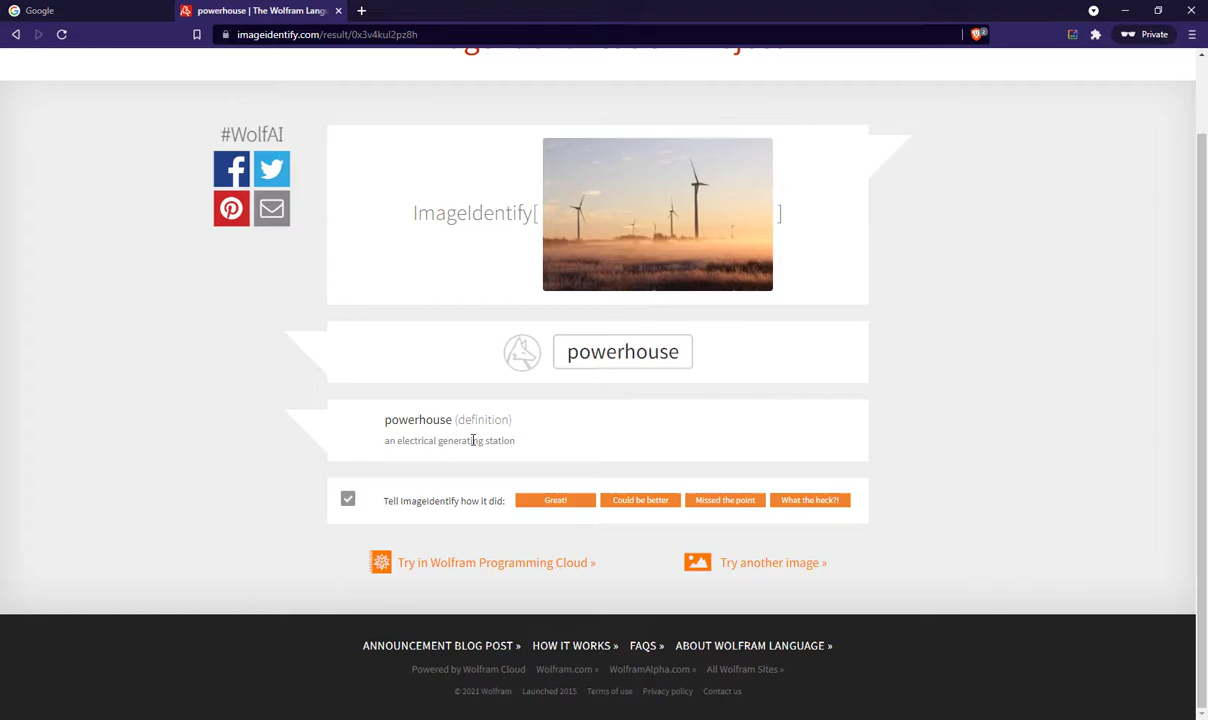 Google
powerhouse | The Wolfram Lang
imageidentify.com/result/0x3v4kul2pz8h
2
Private
#WolfAI
ImageIdentify[ ]
powerhouse
powerhouse (definition)
an electrical generating station
Tell ImageIdentify how it did: Great! Could be better Missed the point What the heck?!
Try in Wolfram Programming Cloud » Try another image »
ANNOUNCEMENT BLOG POST » HOW IT WORKS » FAQS » ABOUT WOLFRAM LANGUAGE »
Powered by Wolfram Cloud Wolfram.com » WolframAlpha.com » All Wolfram Sites »
© 2021 Wolfram Launched 2015 Terms of use Privacy policy Contact us